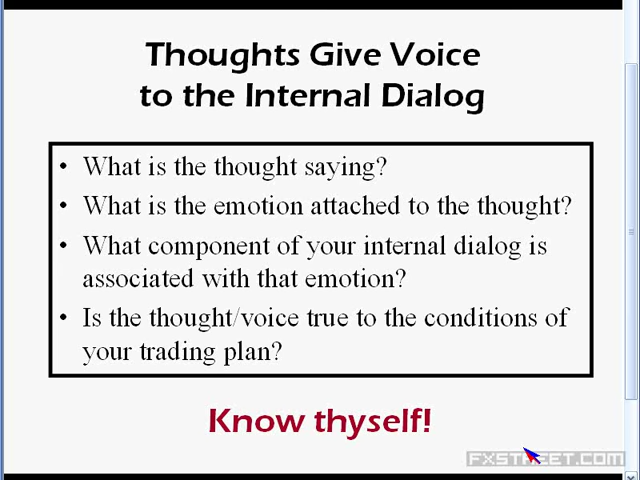 Thoughts Give Voice
to the Internal Dialog
• What is the thought saying?
• What is the emotion attached to the thought?
• What component of your internal dialog is
associated with that emotion?
• Is the thought/voice true to the conditions of
your trading plan?
Know thyself!
FXSTREET.COM